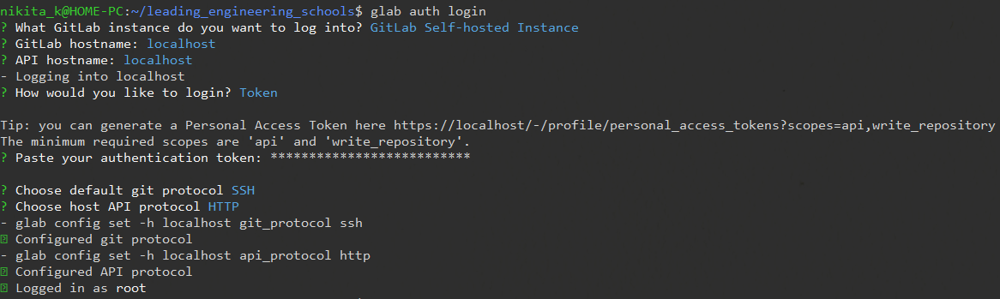 nikita_k@HOME-PC:~/leading_engineering_schools$ glab auth login
? What GitLab instance do you want to log into? GitLab Self-hosted Instance
? GitLab hostname: localhost
? API hostname: localhost
- Logging into localhost
? How would you like to login? Token
Tip: you can generate a Personal Access Token here https://localhost/-/profile/personal_access_tokens?scopes=api,write_repository
The minimum required scopes are 'api' and 'write_repository'.
? Paste your authentication token: **************************
? Choose default git protocol SSH
? Choose host API protocol HTTP
- glab config set -h localhost git_protocol ssh
Configured git protocol
- glab config set -h localhost api_protocol http
Configured API protocol
Logged in as root